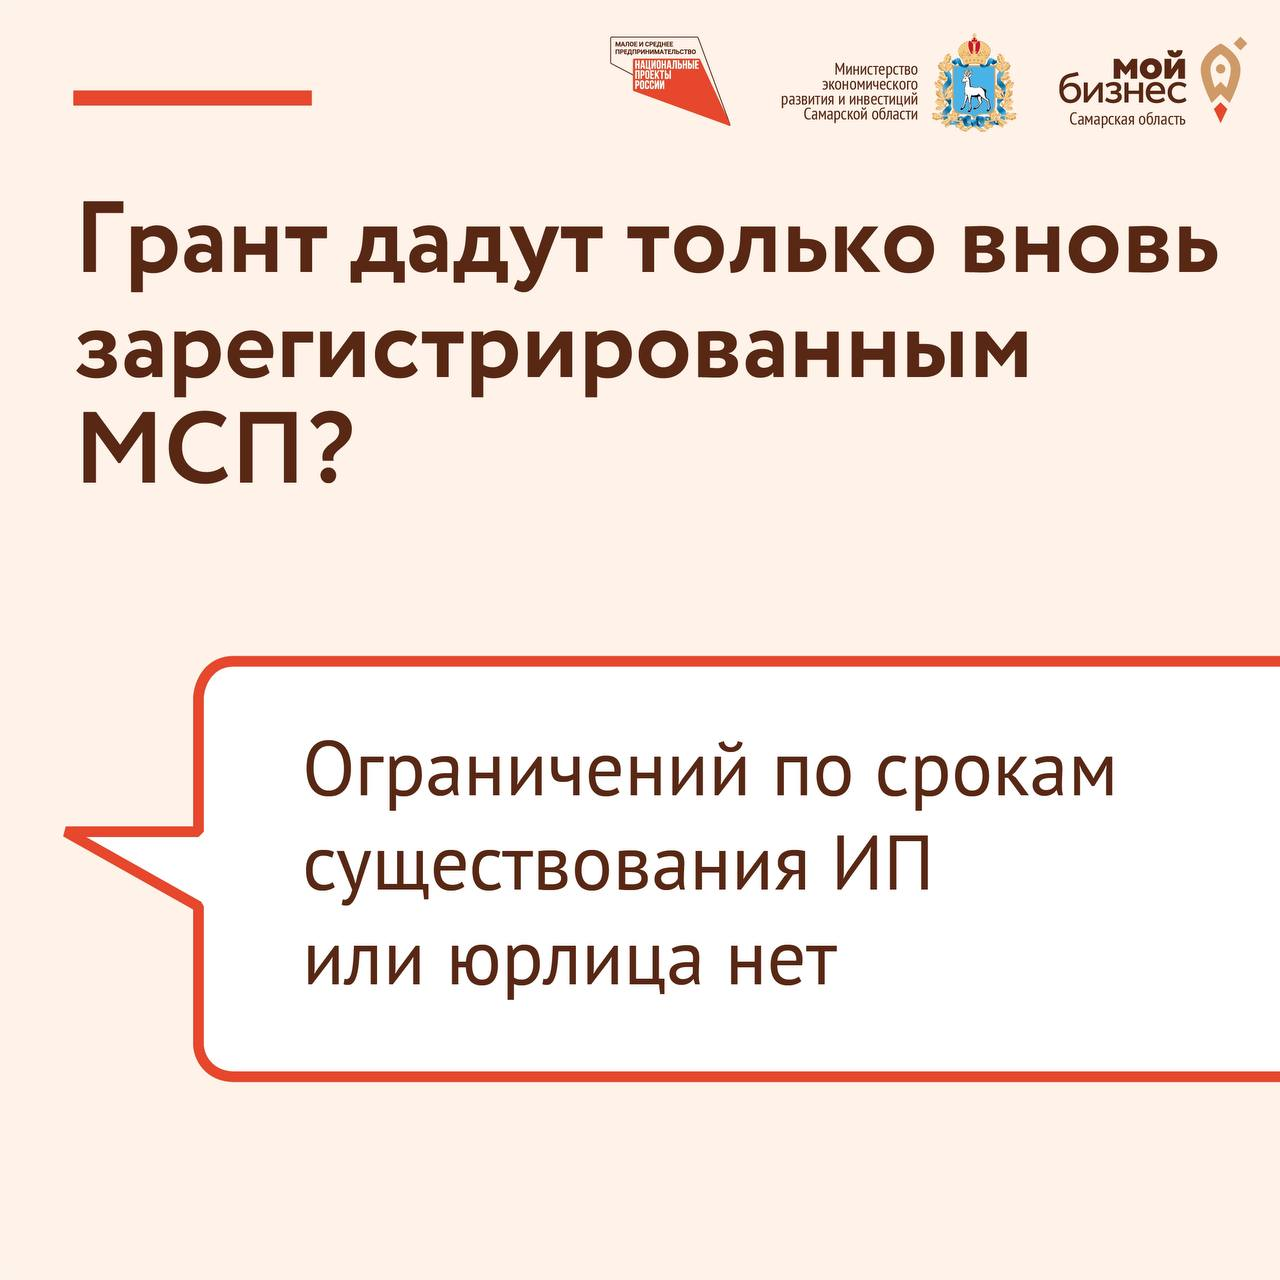 МАЛОЕ И СРЕДНЕЕ
ПРЕДПРИНИМАТЕЛЬСТВО
НАЦИОНАЛЬНЫЕ
ПРОЕКТЫ
РОССИИ
Министерство
экономического
развития и инвестиций
Самарской области
мой
бизнес
Самарская область
Грант дадут только вновь
зарегистрированным
МСП?
Ограничений по срокам
существования ИП
или юрлица нет